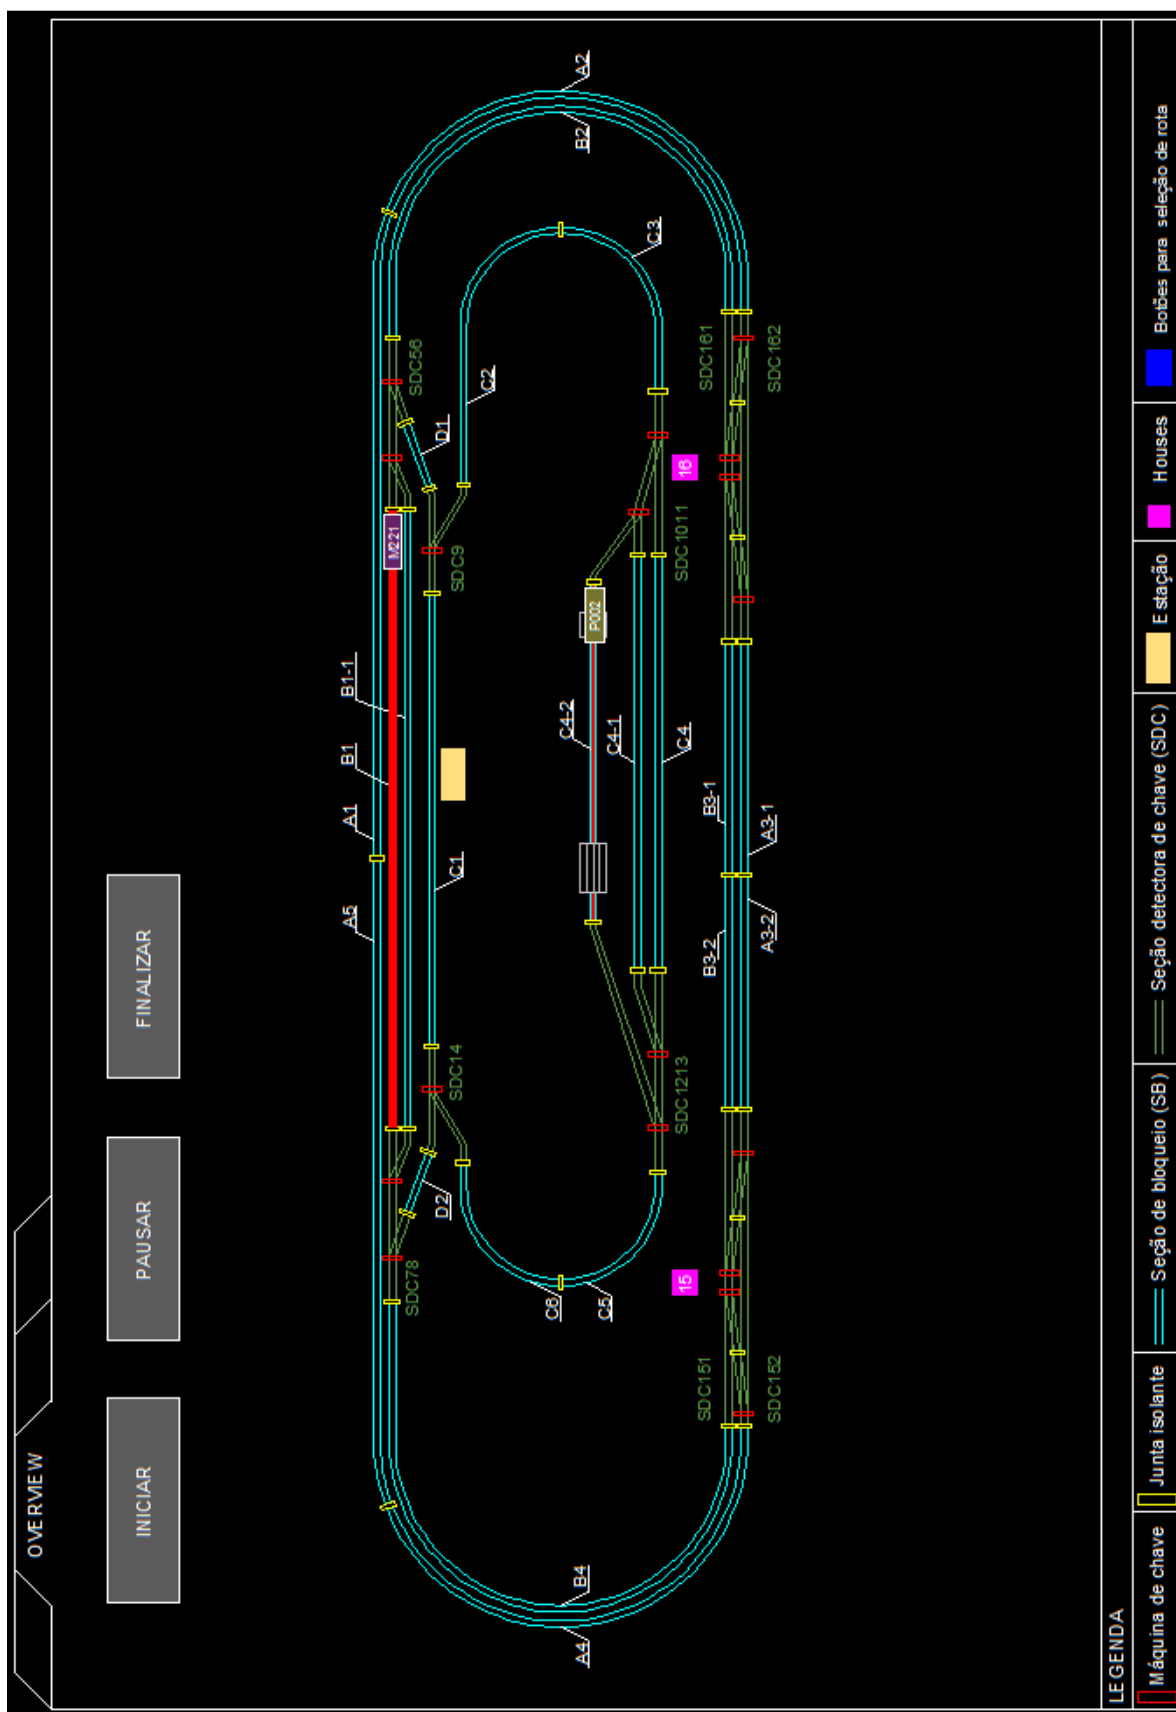 OVERVIEW
INICIAR
PAUSAR
FINALIZAR
A5
A1
B1
B1-1
M221
SDC78
SDC56
D2
D1
SDC14
C1
SDC9
C2
A4
B4
C6
C5
C4-2
P002
C4-1
C4
C3
B2
A2
SDC1213
SDC1011
15
16
SDC151
B3-2
B3-1
SDC161
SDC152
A3-2
A3-1
SDC162
LEGENDA
Máquina de chave
Junta isolante
Seção de bloqueio (SB)
Seção detectora de chave (SDC)
Estação
Houses
Botões para seleção de rota